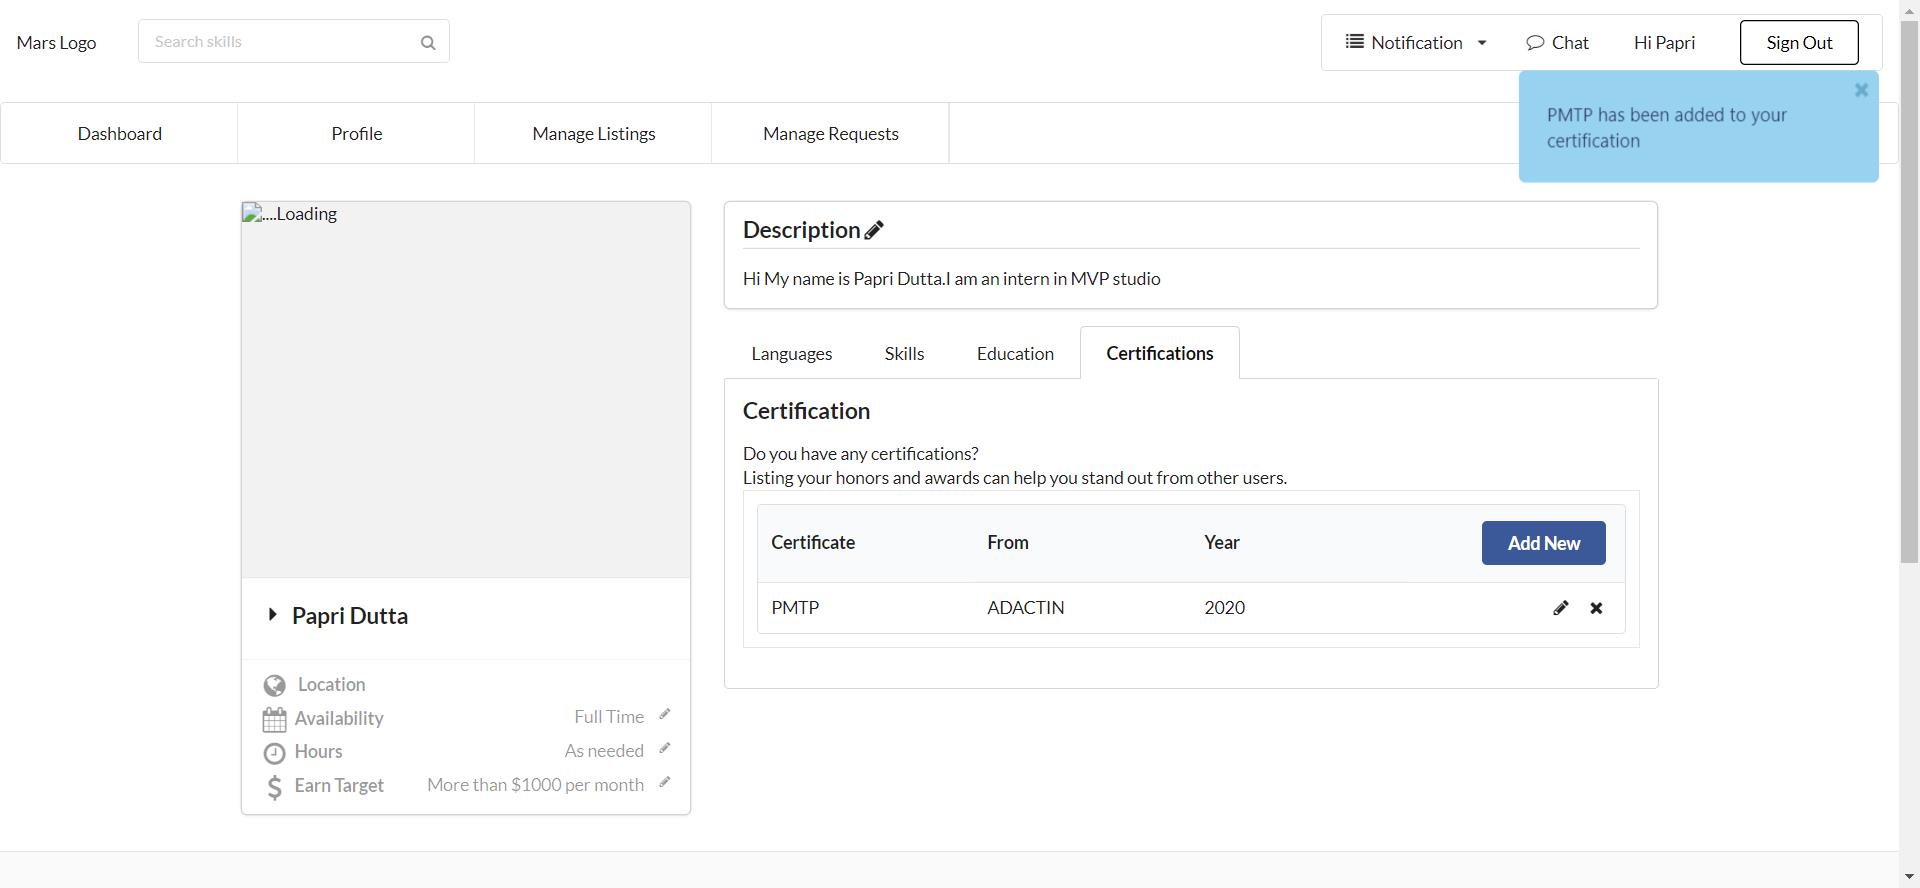 Mars Logo
Search skills
Notification
Chat
Hi Papri
Sign Out
PMTP has been added to your
certification
Dashboard
Profile
Manage Listings
Manage Requests
....Loading
Papri Dutta
Location
Availability
Full Time
Hours
As needed
Earn Target
More than $1000 per month
Description
Hi My name is Papri Dutta.I am an intern in MVP studio
Languages
Skills
Education
Certifications
Certification
Do you have any certifications?
Listing your honors and awards can help you stand out from other users.
Certificate
From
Year
Add New
PMTP
ADACTIN
2020